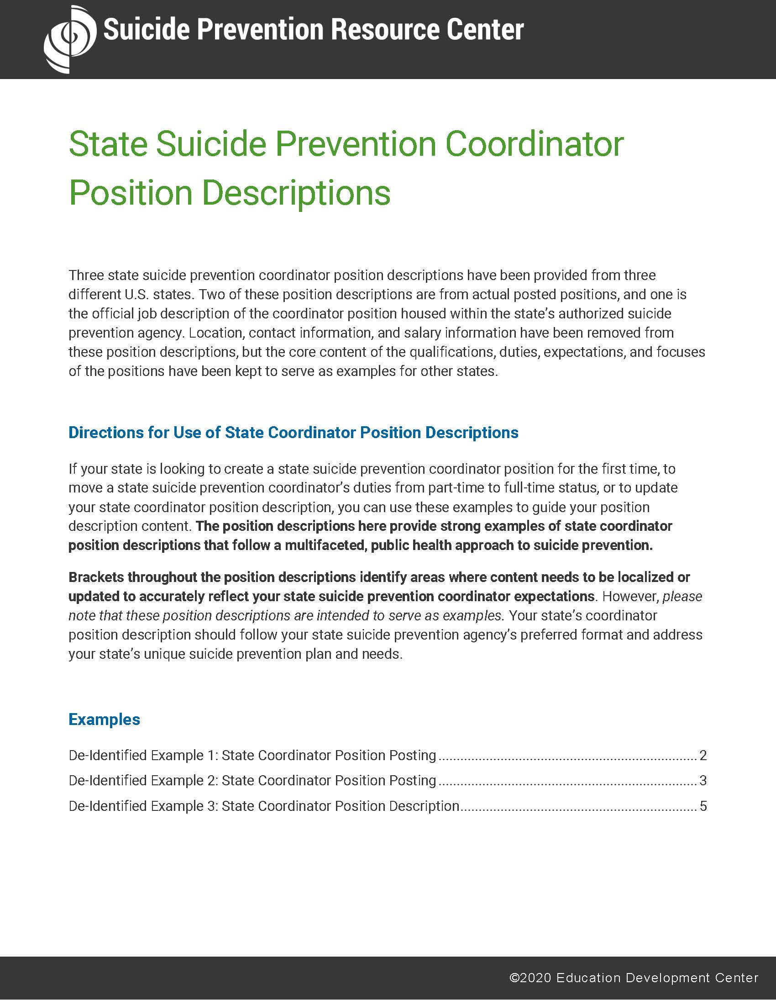 Suicide Prevention Resource Center
State Suicide Prevention Coordinator
Position Descriptions
Three state suicide prevention coordinator position descriptions have been provided from three
different U.S. states. Two of these position descriptions are from actual posted positions, and one is
the official job description of the coordinator position housed within the state’s authorized suicide
prevention agency. Location, contact information, and salary information have been removed from
these position descriptions, but the core content of the qualifications, duties, expectations, and focuses
of the positions have been kept to serve as examples for other states.
Directions for Use of State Coordinator Position Descriptions
If your state is looking to create a state suicide prevention coordinator position for the first time, to
move a state suicide prevention coordinator’s duties from part-time to full-time status, or to update
your state coordinator position description, you can use these examples to guide your position
description content. The position descriptions here provide strong examples of state coordinator
position descriptions that follow a multifaceted, public health approach to suicide prevention.
Brackets throughout the position descriptions identify areas where content needs to be localized or
updated to accurately reflect your state suicide prevention coordinator expectations. However, please
note that these position descriptions are intended to serve as examples. Your state’s coordinator
position description should follow your state suicide prevention agency’s preferred format and address
your state’s unique suicide prevention plan and needs.
Examples
De-Identified Example 1: State Coordinator Position Posting ....................................................................... 2
De-Identified Example 2: State Coordinator Position Posting ....................................................................... 3
De-Identified Example 3: State Coordinator Position Description................................................................. 5
©2020 Education Development Center